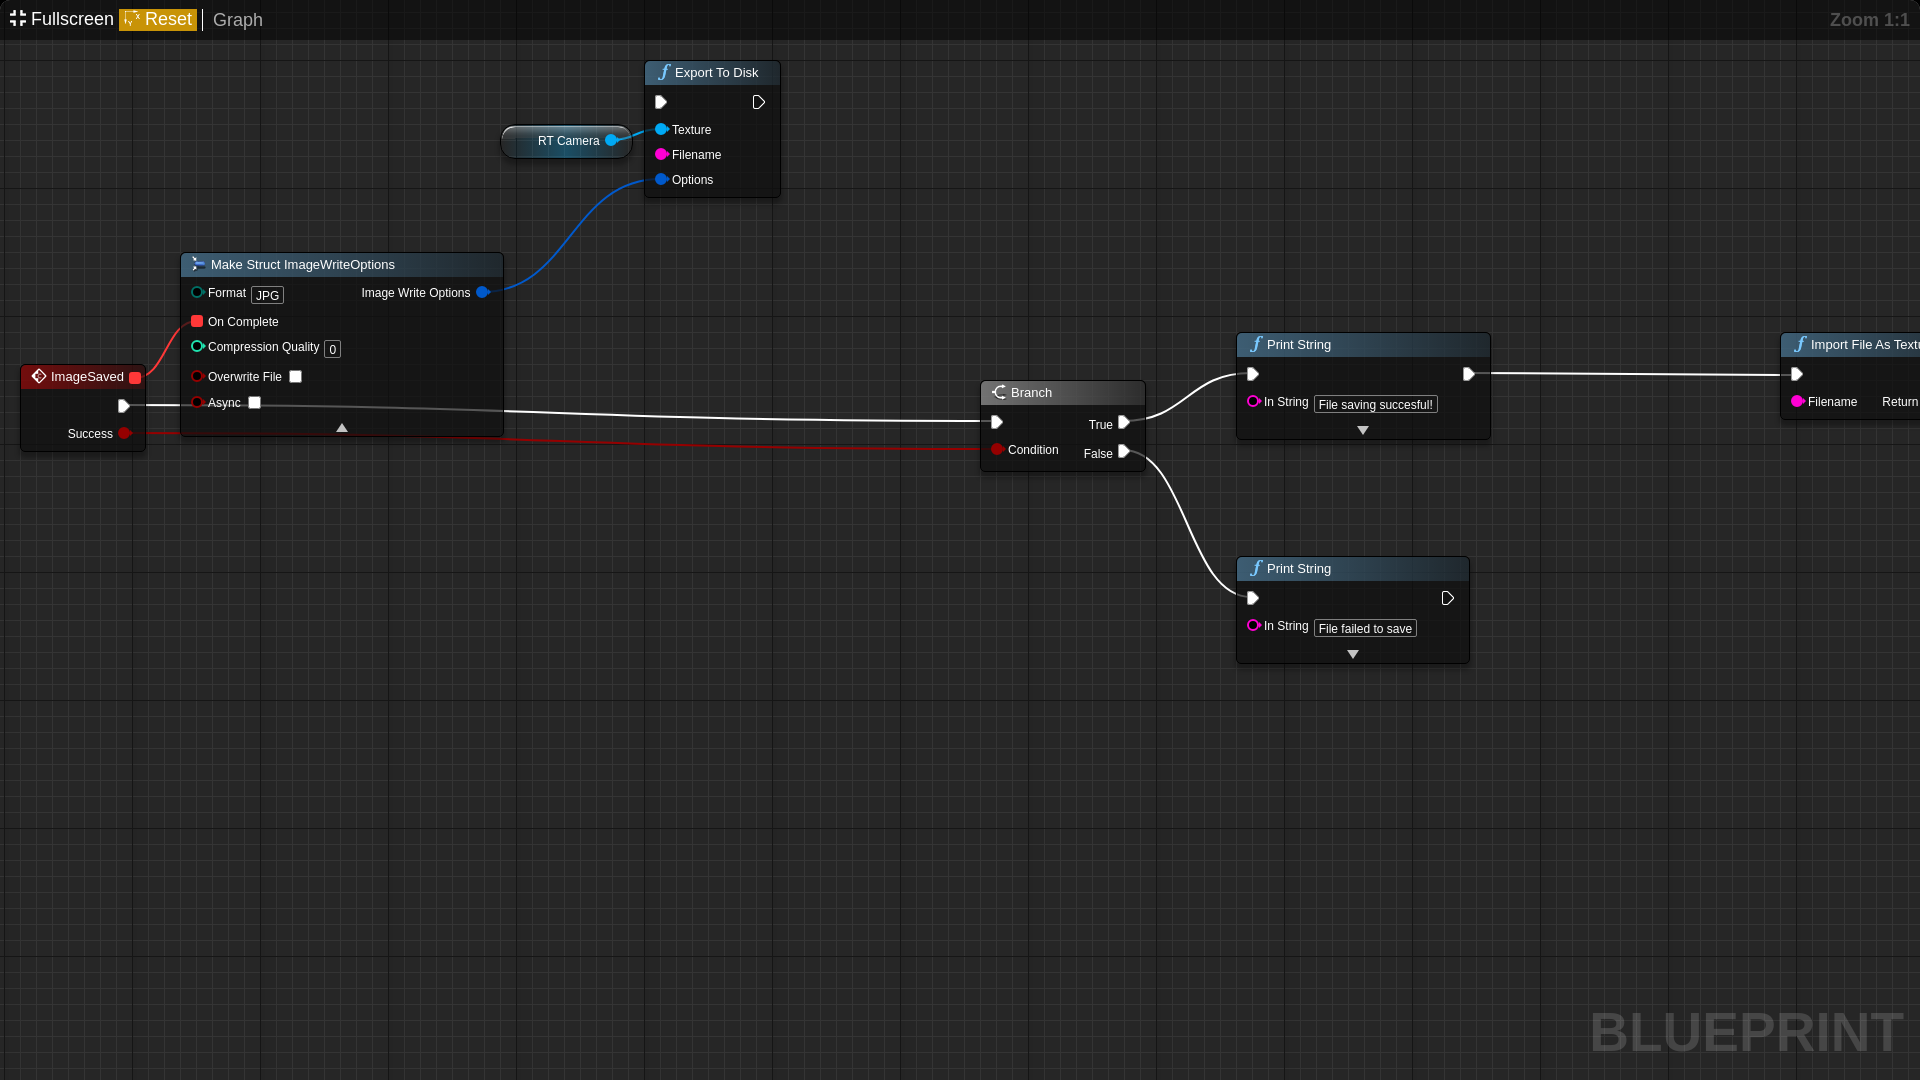 Fullscreen Reset Graph Zoom 1:1
Export To Disk
RT Camera
Texture
Filename
Options
Make Struct ImageWriteOptions
Format JPG Image Write Options
On Complete
Compression Quality 0
Overwrite File
Async
ImageSaved
Success
Branch
True
Condition False
Print String
In String File saving succesful!
Import File As Textu
Filename Return
Print String
In String File failed to save
BLUEPRINT